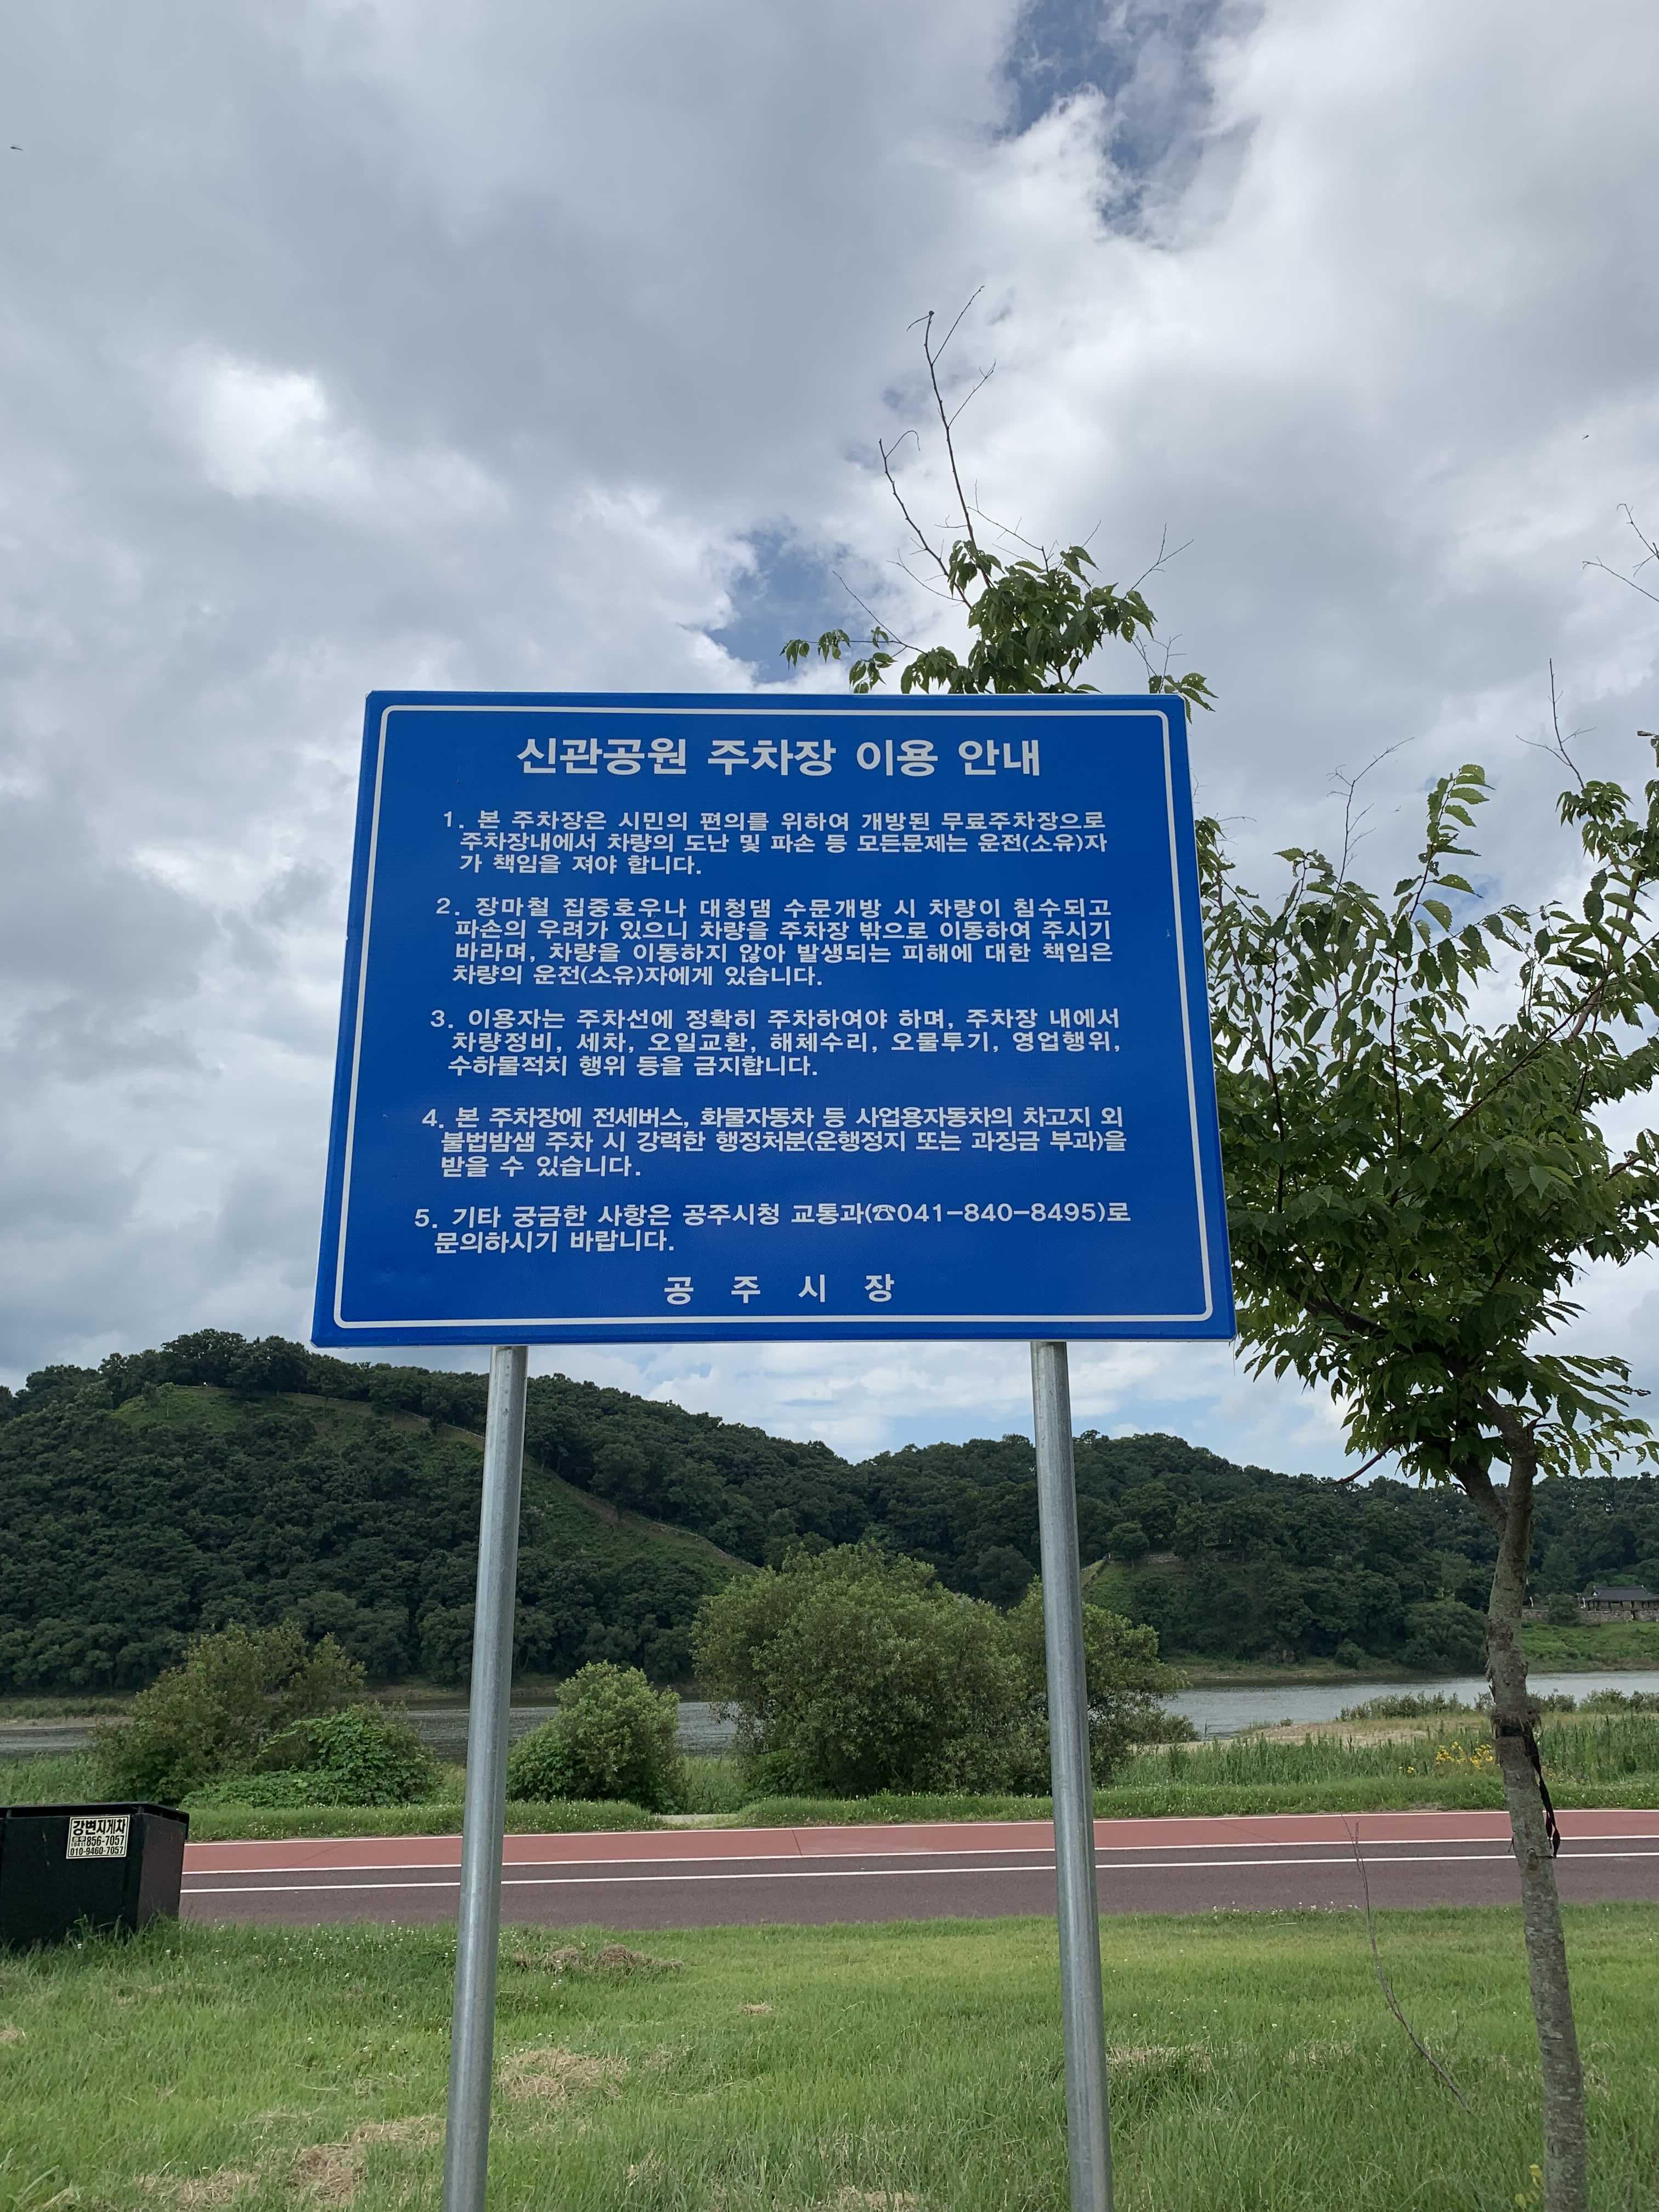 신관공원 주차장 이용 안내
1. 본 주차장은 시민의 편의를 위하여 개방된 무료주차장으로
주차장내에서 차량의 도난 및 파손 등 모든문제는 운전(소유)자
가 책임을 져야 합니다.
2. 장마철 집중호우나 대청댐 수문개방 시 차량이 침수되고
파손의 우려가 있으니 차량을 주차장 밖으로 이동하여 주시기
바라며, 차량을 이동하지 않아 발생되는 피해에 대한 책임은
차량의 운전(소유)자에게 있습니다.
3. 이용자는 주차선에 정확히 주차하여야 하며, 주차장 내에서
차량정비, 세차, 오일교환, 해체수리, 오물투기, 영업행위,
수하물적치 행위 등을 금지합니다.
4. 본 주차장에 전세버스, 화물자동차 등 사업용자동차의 차고지 외
불법밤샘 주차 시 강력한 행정처분(운행정지 또는 과징금 부과)을
받을 수 있습니다.
5. 기타 궁금한 사항은 공주시청 교통과(☎041-840-8495)로
문의하시기 바랍니다.
공 주 시 장
강변지게차
856-7057
010-9460-7057